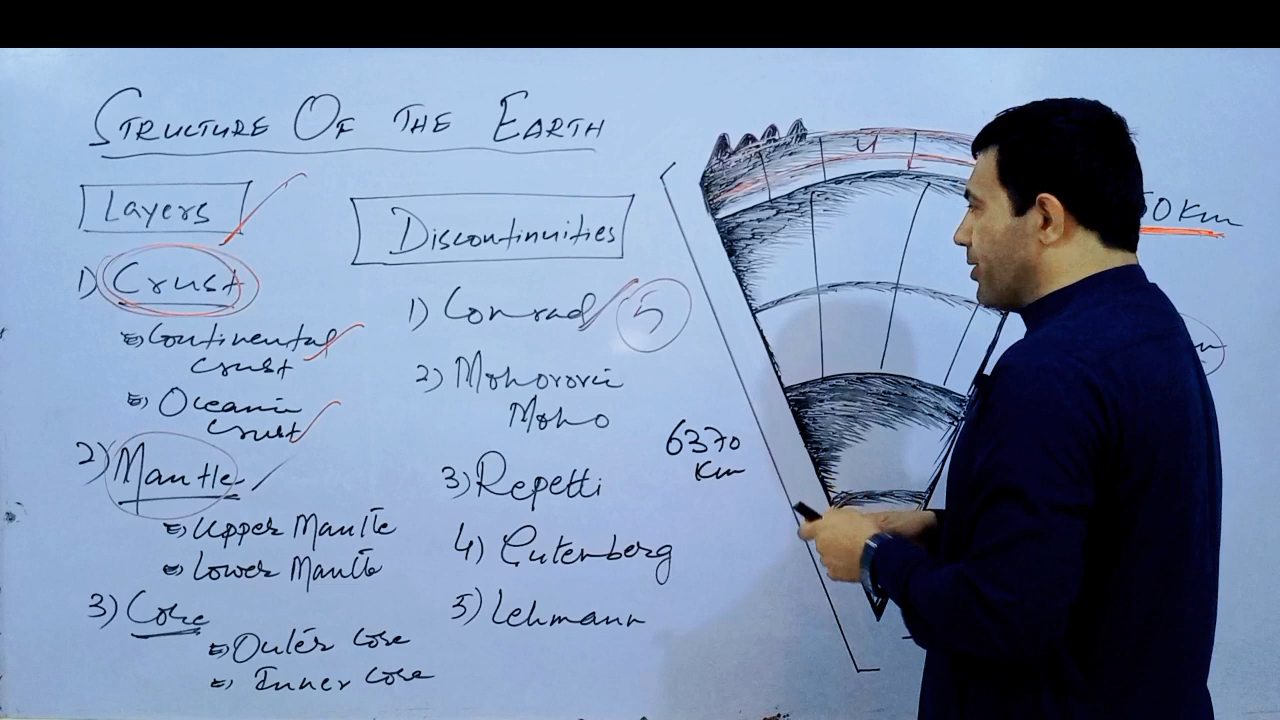 STRUCTURE OF THE EARTH
Layers
1) Crust
Continental
Crust
Oceanic
Crust
2) Mantle
Upper Mantle
Lower Mantle
3) Core
Outer Core
Inner Core
Discontinuities
1) Conrad
5
2) Mohorovic
Moho
3) Repetti
4) Gutenberg
5) Lehmann
6370
Km
0 Km